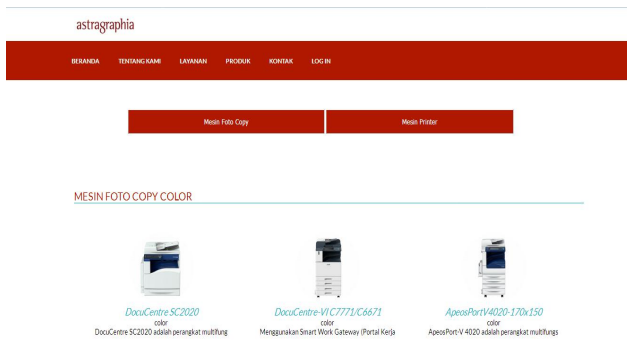 astragraphia
BERANDA TENTANG KAMI LAYANAN PRODUK KONTAK LOG IN
Mesin Foto Copy Mesin Printer
MESIN FOTO COPY COLOR
DocuCentre SC2020 DocuCentre-VI C7771/C6671 ApeosPortV4020-170x150
color color color
DocuCentre SC2020 adalah perangkat multifung Menggunakan Smart Work Gateway (Portal Kerja ApeosPort-V 4020 adalah perangkat multifungs